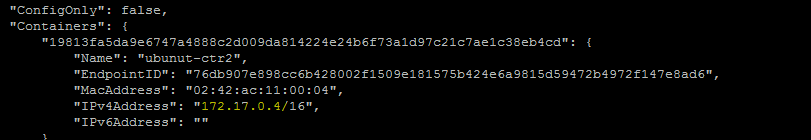 "ConfigOnly": false,
"Containers": {
"19813fa5da9e6747a4888c2d009da814224e24b6f73a1d97c21c7ae1c38eb4cd": {
"Name": "ubunut-ctr2",
"EndpointID": "76db907e898cc6b428002f1509e181575b424e6a9815d59472b4972f147e8ad6",
"MacAddress": "02:42:ac:11:00:04",
"IPv4Address": "172.17.0.4/16",
"IPv6Address": ""
}